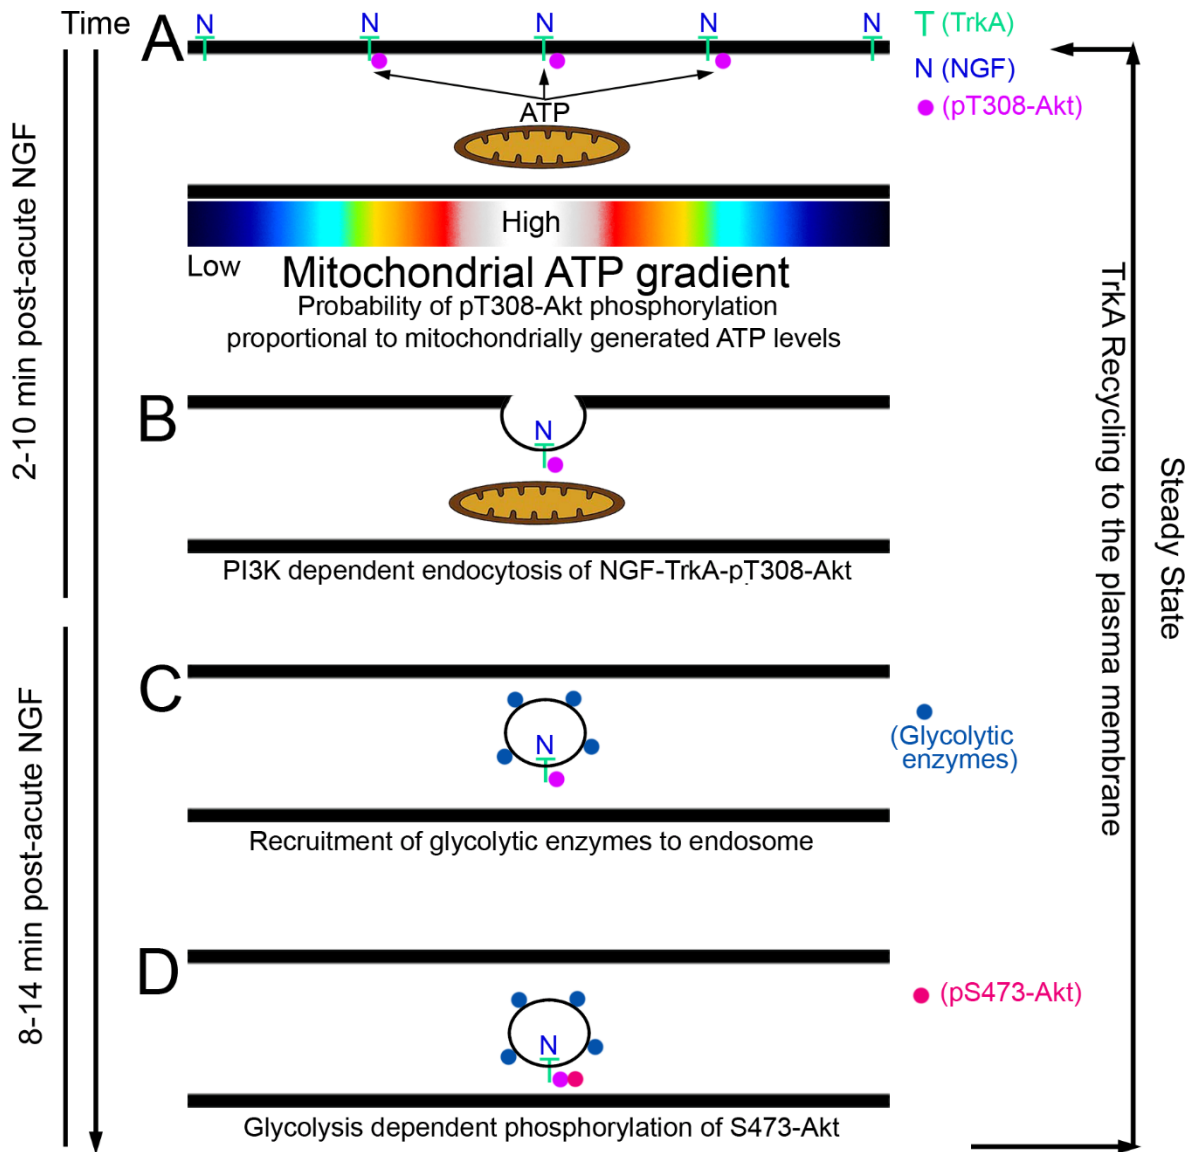 Time
A
N
N
N
N
N
T (TrkA)
N (NGF)
(pT308-Akt)
ATP
High
Low
Mitochondrial ATP gradient
Probability of pT308-Akt phosphorylation
proportional to mitochondrially generated ATP levels
2-10 min post-acute NGF
B
N
PI3K dependent endocytosis of NGF-TrkA-pT308-Akt
C
N
(Glycolytic
enzymes)
Recruitment of glycolytic enzymes to endosome
8-14 min post-acute NGF
D
N
(pS473-Akt)
Glycolysis dependent phosphorylation of S473-Akt
TrkA Recycling to the plasma membrane
Steady State